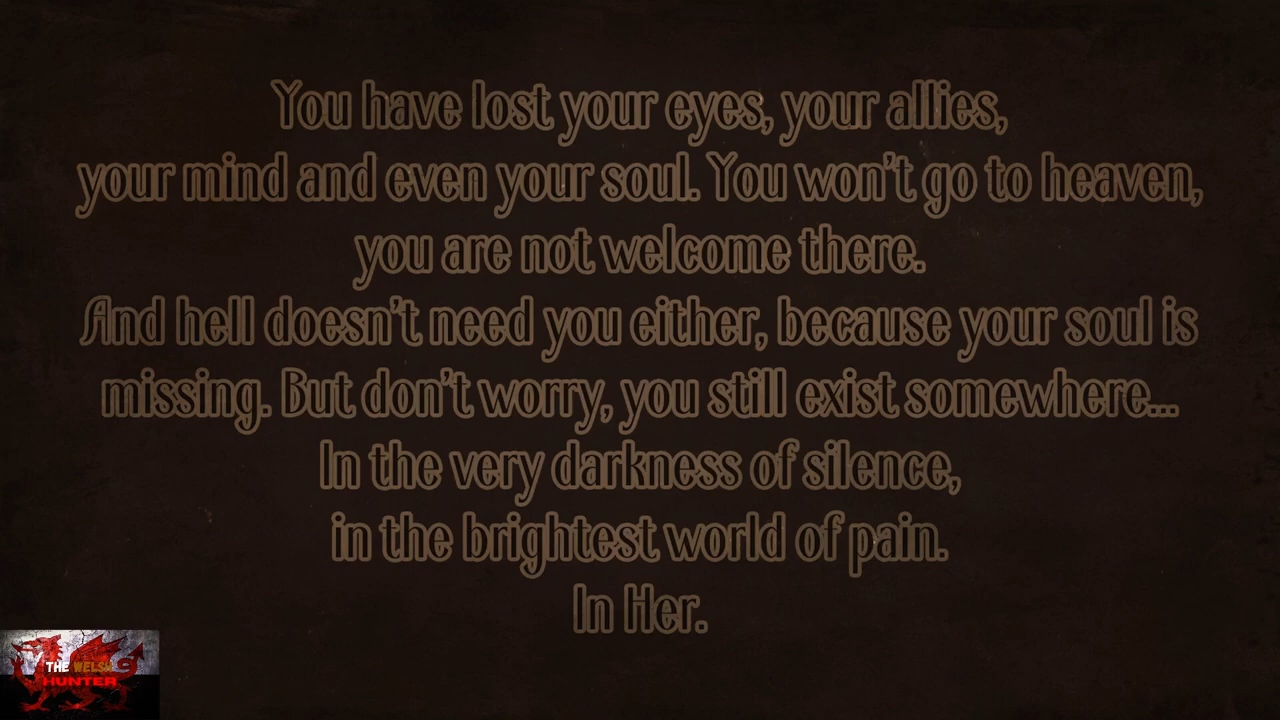 You have lost your eyes, your allies,
your mind and even your soul. You won't go to heaven,
you are not welcome there.
And hell doesn't need you either, because your soul is
missing. But don't worry, you still exist somewhere...
In the very darkness of silence,
in the brightest world of pain.
In Her.
THE WELSH
HUNTER